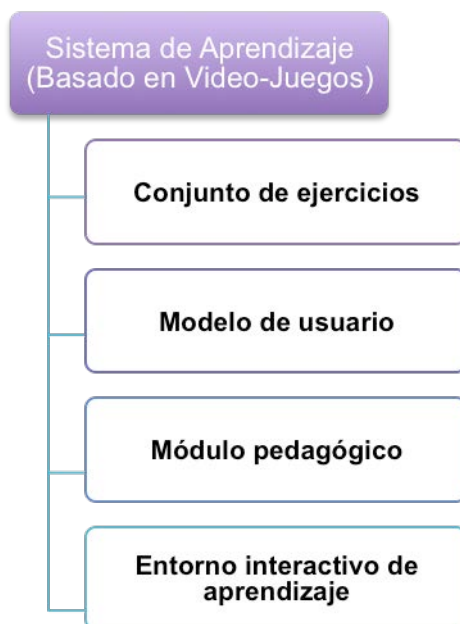 Sistema de Aprendizaje
(Basado en Video-Juegos)
Conjunto de ejercicios
Modelo de usuario
Módulo pedagógico
Entorno interactivo de
aprendizaje